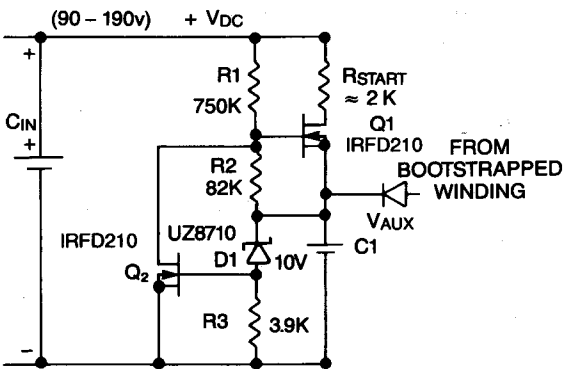 (90 – 190v) + VDC
+
R1
750K
RSTART
≈ 2 K
CIN
+
Q1
IRFD210
FROM
BOOTSTRAPPED
WINDING
R2
82K
VAUX
IRFD210
UZ8710
D1
10V
C1
Q2
R3
3.9K
–